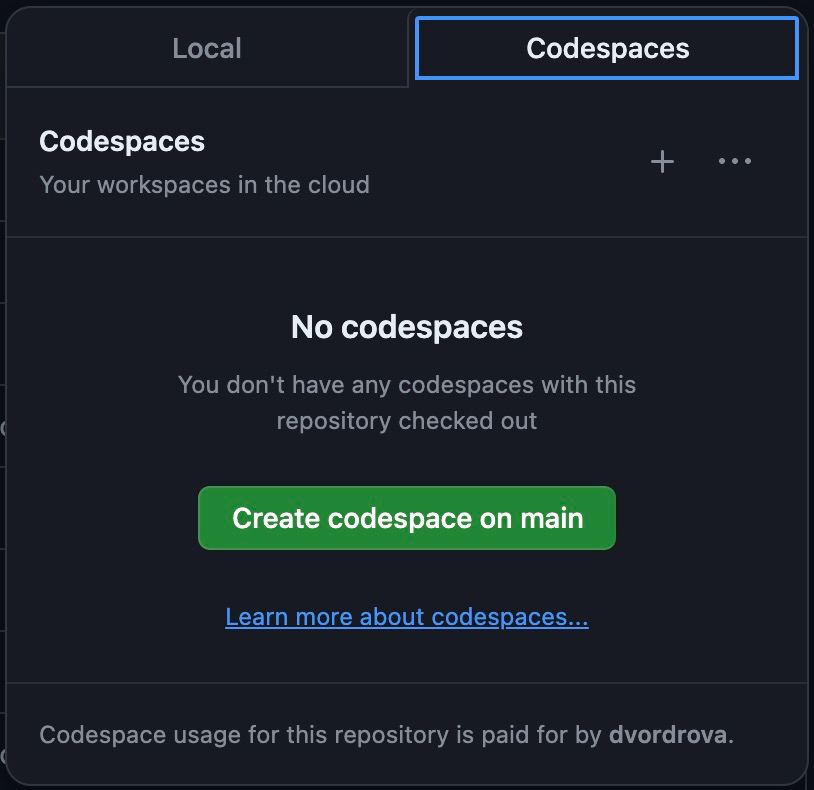 Local
Codespaces
Codespaces
Your workspaces in the cloud
No codespaces
You don't have any codespaces with this
repository checked out
Create codespace on main
Learn more about codespaces...
Codespace usage for this repository is paid for by dvordrova.